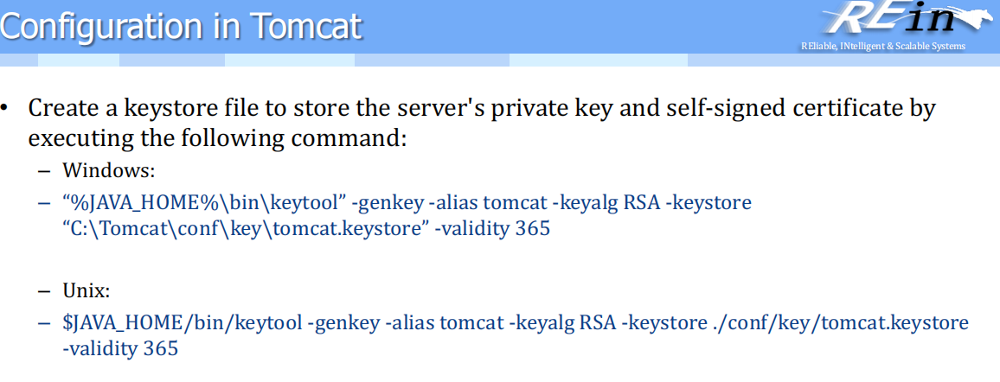 Configuration in Tomcat
REin
REliable, INtelligent & Scalable Systems
• Create a keystore file to store the server's private key and self-signed certificate by
executing the following command:
– Windows:
– “%JAVA_HOME%\bin\keytool” -genkey -alias tomcat -keyalg RSA -keystore
“C:\Tomcat\conf\key\tomcat.keystore” -validity 365
– Unix:
– $JAVA_HOME/bin/keytool -genkey -alias tomcat -keyalg RSA -keystore ./conf/key/tomcat.keystore
-validity 365